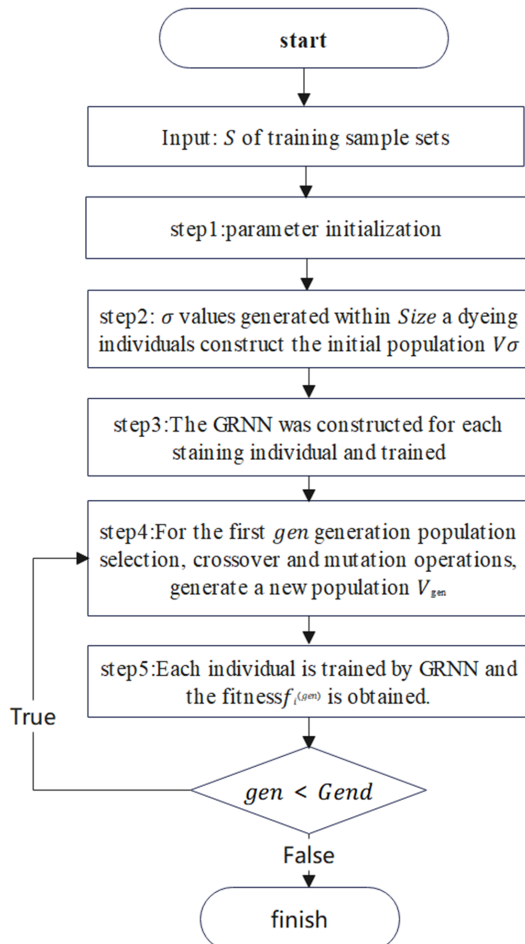 start
Input: S of training sample sets
step1:parameter initialization
step2: σ values generated within Size a dyeing
individuals construct the initial population Vσ
step3:The GRNN was constructed for each
staining individual and trained
step4:For the first gen generation population
selection, crossover and mutation operations,
generate a new population V_gen
step5:Each individual is trained by GRNN and
the fitness f_i^(gen) is obtained.
True
gen < Gend
False
finish